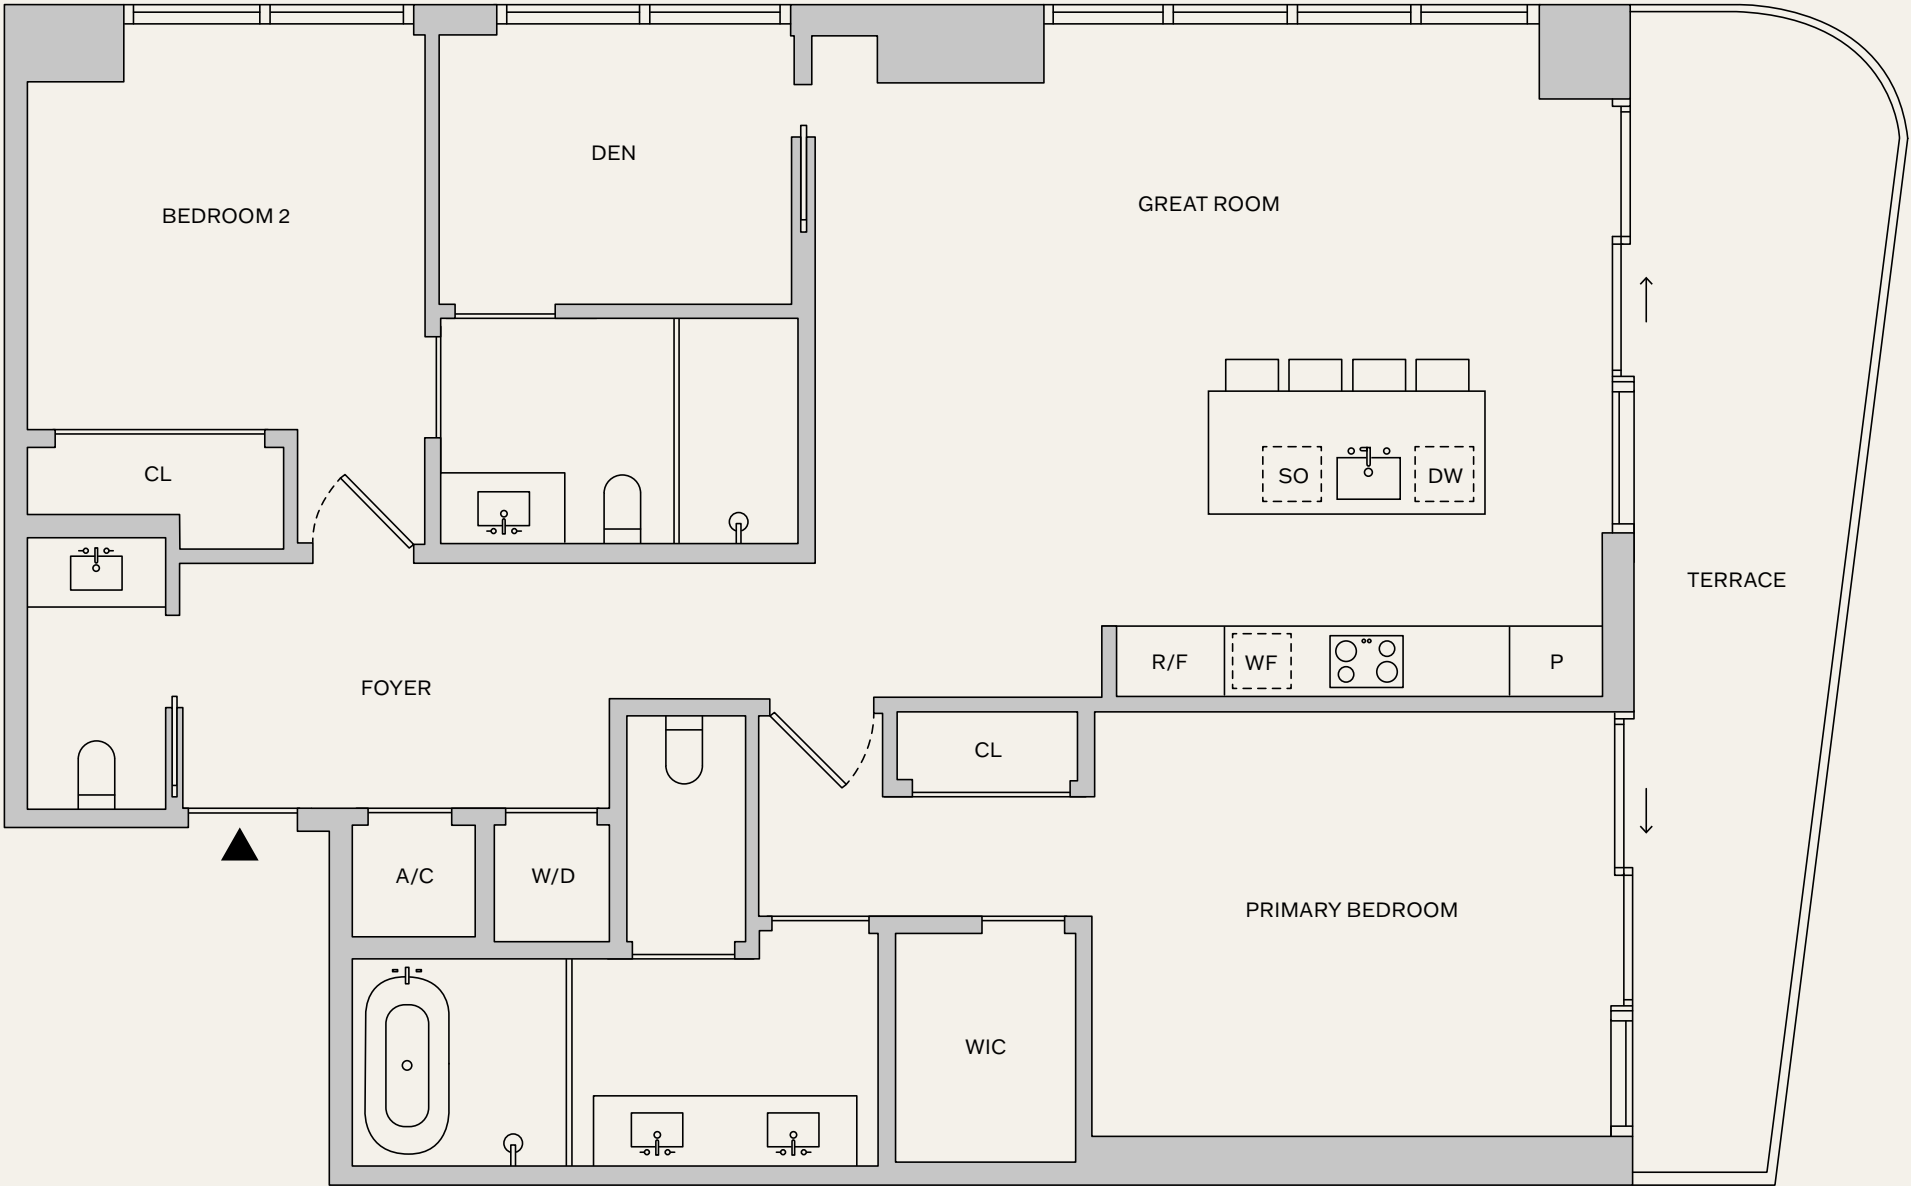 DEN
BEDROOM 2
GREAT ROOM
CL
SO
DW
TERRACE
FOYER
R/F
WF
P
CL
A/C
W/D
PRIMARY BEDROOM
WIC